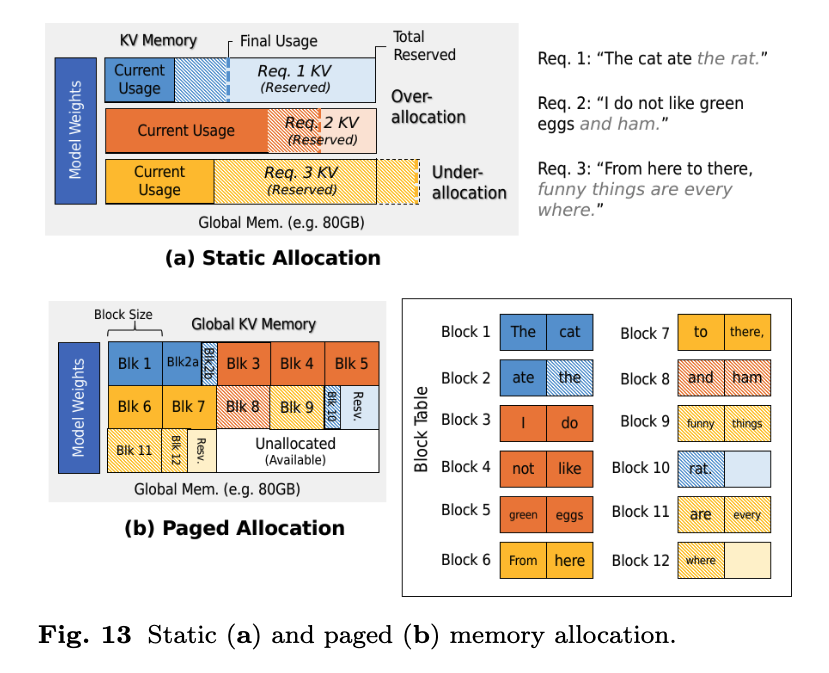 KV Memory
Final Usage
Total
Reserved
Model Weights
Current
Usage
Req. 1 KV
(Reserved)
Over-
allocation
Current Usage
Req. 2 KV
(Reserved)
Current
Usage
Req. 3 KV
(Reserved)
Under-
allocation
Global Mem. (e.g. 80GB)
(a) Static Allocation
Req. 1: “The cat ate the rat.”
Req. 2: “I do not like green
eggs and ham.”
Req. 3: “From here to there,
funny things are every
where.”
Block Size
Global KV Memory
Model Weights
Blk 1
Blk2a
Blk2b
Blk 3
Blk 4
Blk 5
Blk 6
Blk 7
Blk 8
Blk 9
Blk 10
Resv.
Blk 11
Blk 12
Resv.
Unallocated
(Available)
Global Mem. (e.g. 80GB)
(b) Paged Allocation
Block Table
Block 1 The cat
Block 2 ate the
Block 3 I do
Block 4 not like
Block 5 green eggs
Block 6 From here
Block 7 to there,
Block 8 and ham
Block 9 funny things
Block 10 rat.
Block 11 are every
Block 12 where
Fig. 13 Static (a) and paged (b) memory allocation.